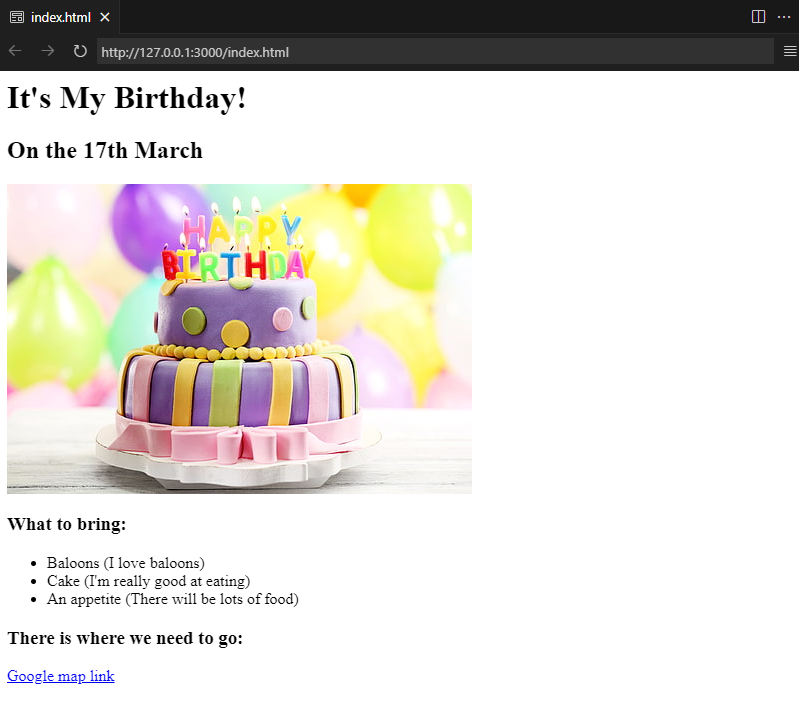 index.html
http://127.0.0.1:3000/index.html
It's My Birthday!
On the 17th March
HAPPY
BIRTHDAY
What to bring:
Baloons (I love baloons)
Cake (I'm really good at eating)
An appetite (There will be lots of food)
There is where we need to go:
Google map link